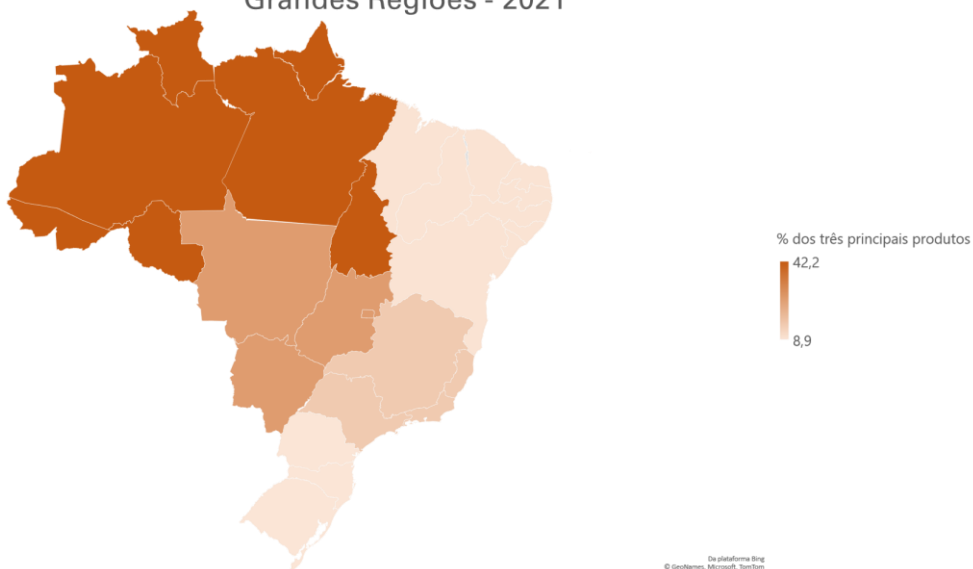 Grandes Regiões - 2021
% dos três principais produtos
42,2
8,9
Da plataforma Bing
© GeoNames, Microsoft, TomTom